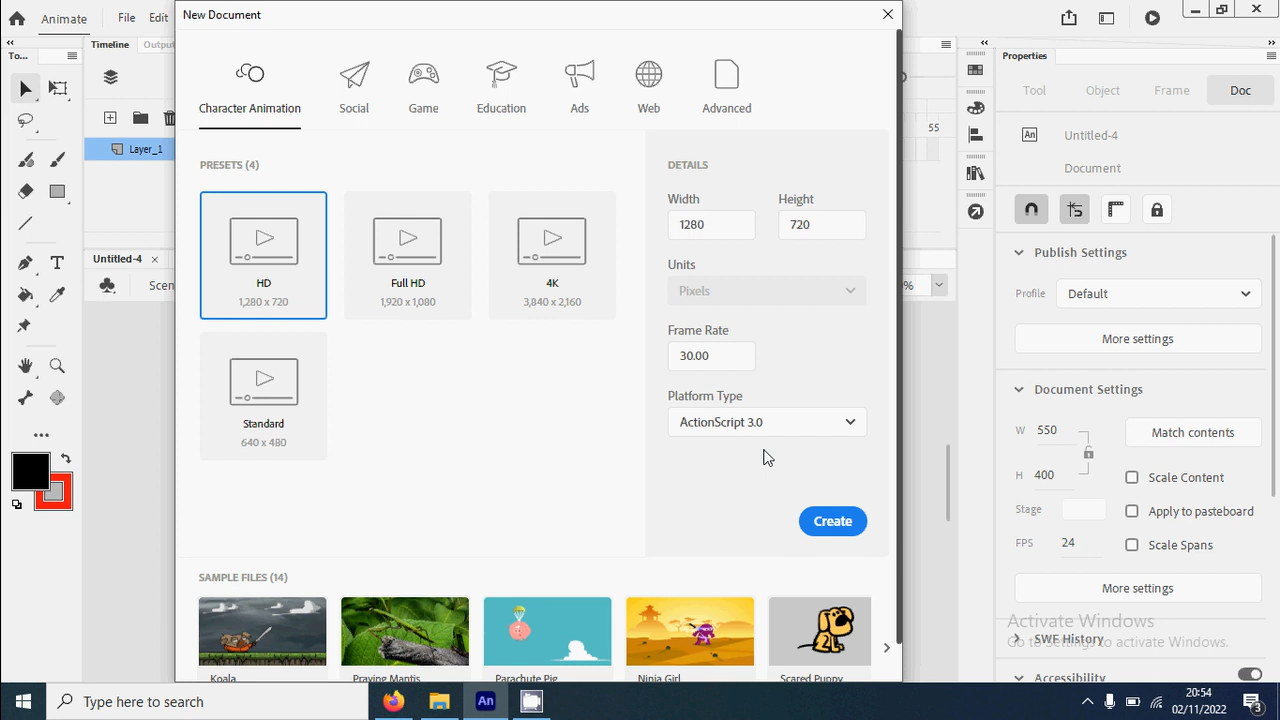 New Document
Animate
File
Edit
Timeline
Outpu
To...
Layer_1
55
Untitled-4
Scen
%
Character Animation
Social
Game
Education
Ads
Web
Advanced
PRESETS (4)
HD
1,280 x 720
Full HD
1,920 x 1,080
4K
3,840 x 2,160
Standard
640 x 480
DETAILS
Width
Height
1280
720
Units
Pixels
Frame Rate
30.00
Platform Type
ActionScript 3.0
Create
SAMPLE FILES (14)
Koala
Praying Mantis
Parachute Pig
Ninja Girl
Scared Puppy
Properties
Tool
Object
Frame
Doc
An
Untitled-4
Document
Publish Settings
Profile
Default
More settings
Document Settings
W
550
Match contents
H
400
Scale Content
Stage
Apply to pasteboard
FPS
24
Scale Spans
More settings
Activate Windows
Go to Settings to activate Windows.
SWF History
Accessibility
Type here to search
An
20:54
02/11/2022
3